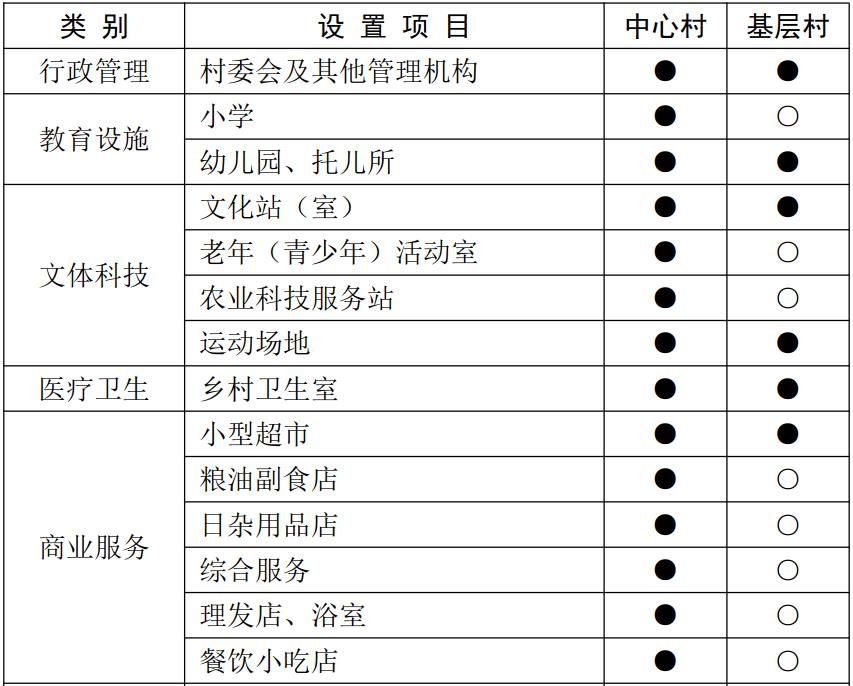 类 别 设 置 项 目 中心村 基层村
行政管理 村委会及其他管理机构 ● ●
教育设施 小学 ● ○
幼儿园、托儿所 ● ●
文体科技 文化站（室） ● ●
老年（青少年）活动室 ● ○
农业科技服务站 ● ○
运动场地 ● ●
医疗卫生 乡村卫生室 ● ●
商业服务 小型超市 ● ●
粮油副食店 ● ○
日杂用品店 ● ○
综合服务 ● ○
理发店、浴室 ● ○
餐饮小吃店 ● ○